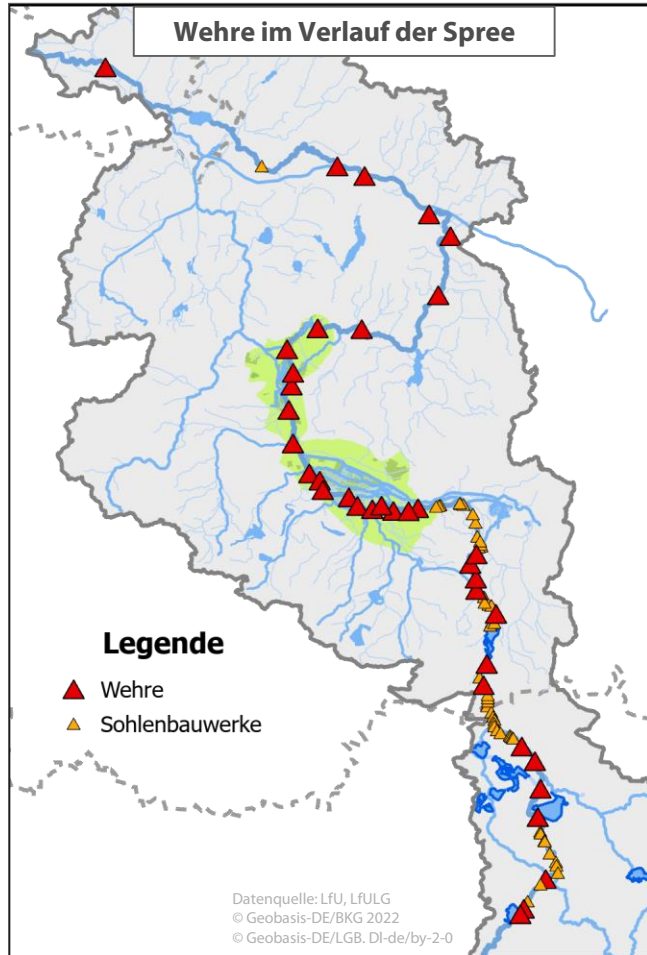 Wehre im Verlauf der Spree
Legende
Wehre
Sohlenbauwerke
Datenquelle: LfU, LfULG
© Geobasis-DE/BKG 2022
© Geobasis-DE/LGB. Dl-de/by-2-0